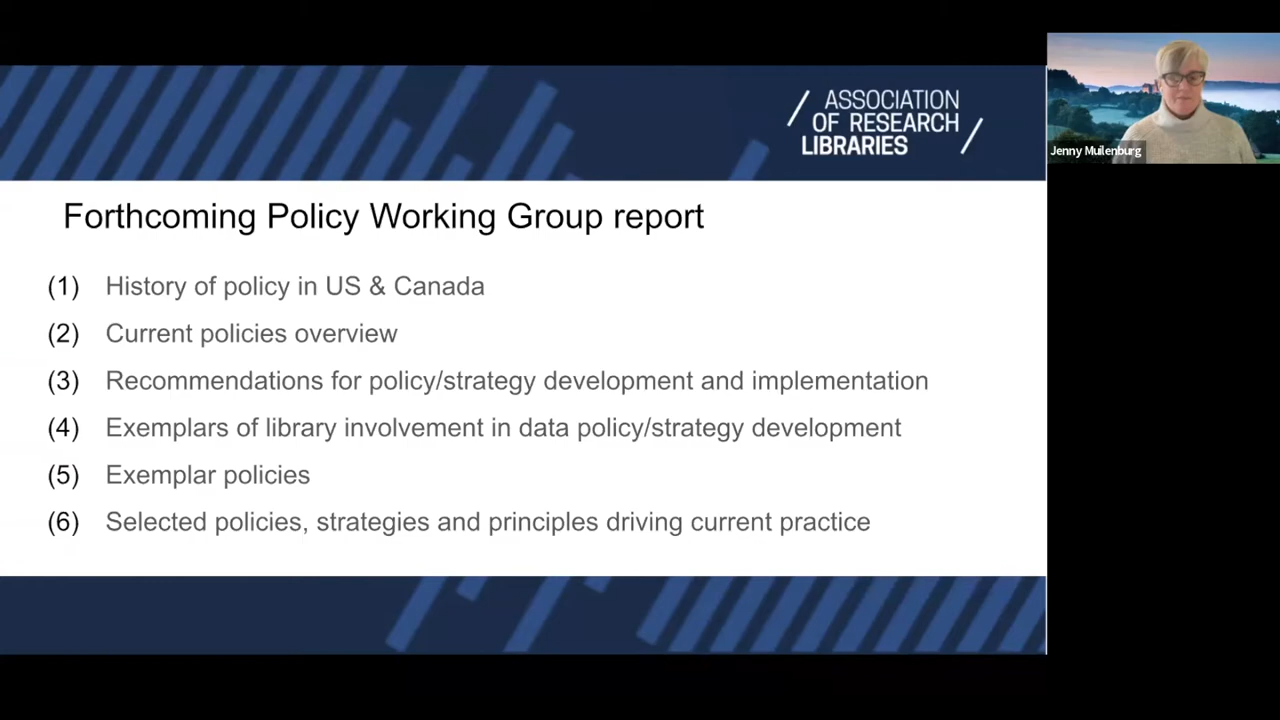 ASSOCIATION
OF RESEARCH
LIBRARIES
Jenny Muilenburg
Forthcoming Policy Working Group report
(1) History of policy in US & Canada
(2) Current policies overview
(3) Recommendations for policy/strategy development and implementation
(4) Exemplars of library involvement in data policy/strategy development
(5) Exemplar policies
(6) Selected policies, strategies and principles driving current practice